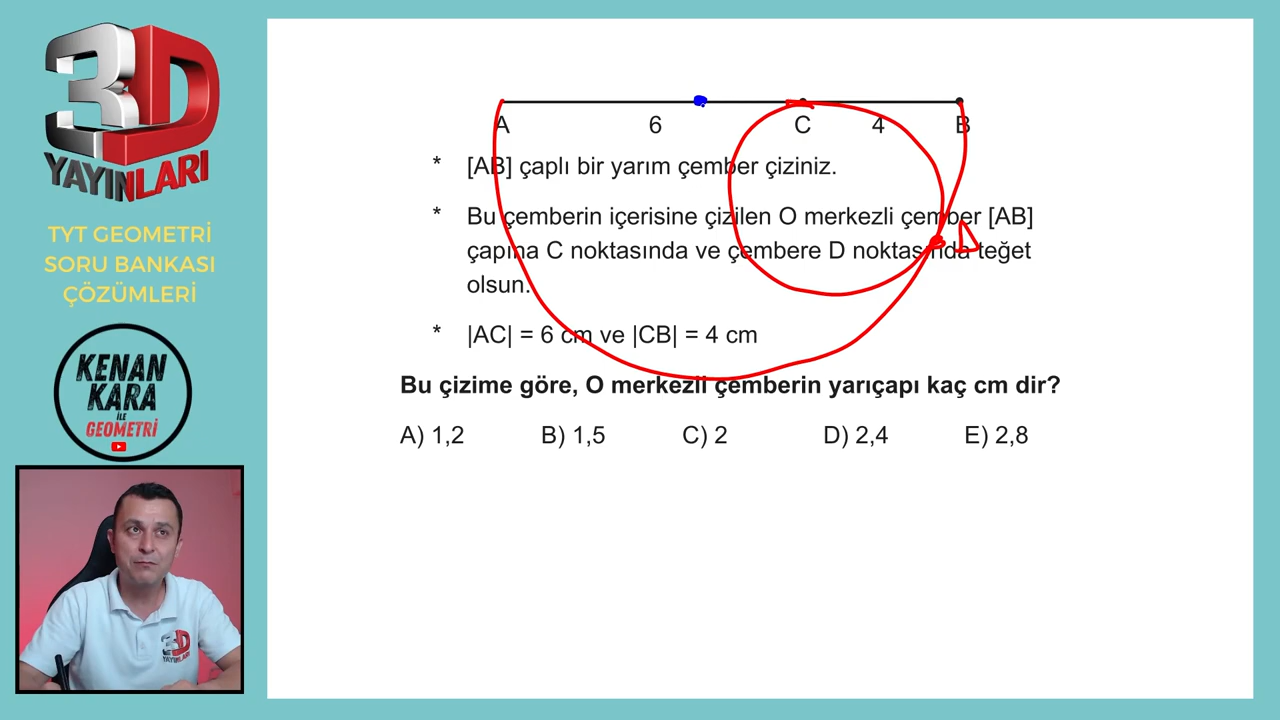 3D
YAYINLARI
TYT GEOMETRİ
SORU BANKASI
ÇÖZÜMLERİ
KENAN
KARA
İLE
GEOMETRİ
3D
YAYINLARI
A 6 C 4 B
* [AB] çaplı bir yarım çember çiziniz.
* Bu çemberin içerisine çizilen O merkezli çember [AB]
çapına C noktasında ve çembere D noktasında teğet
olsun.
D
* |AC| = 6 cm ve |CB| = 4 cm
Bu çizime göre, O merkezli çemberin yarıçapı kaç cm dir?
A) 1,2 B) 1,5 C) 2 D) 2,4 E) 2,8